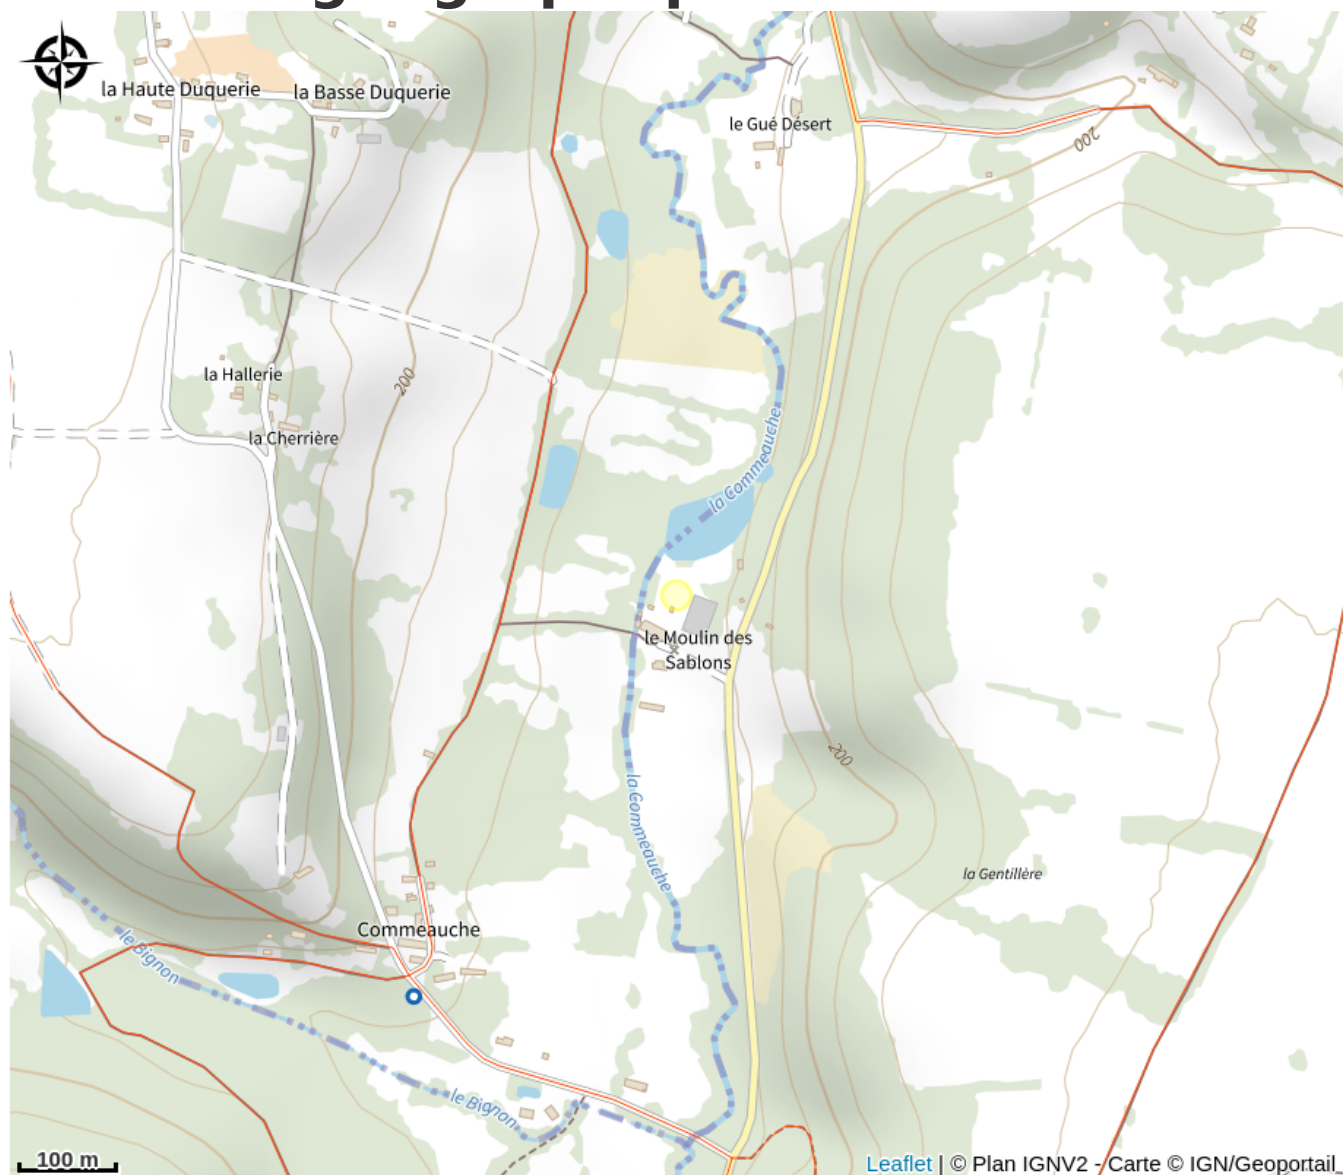 la Haute Duquerie
la Basse Duquerie
le Gué Désert
200
200
la Hallerie
la Cherrière
la Commeauche
le Moulin des
Sablons
200
la Commeauche
la Gentillère
Commeauche
le Bignon
le Bignon
100 m
Leaflet | © Plan IGNV2 - Carte © IGN/Geoportail